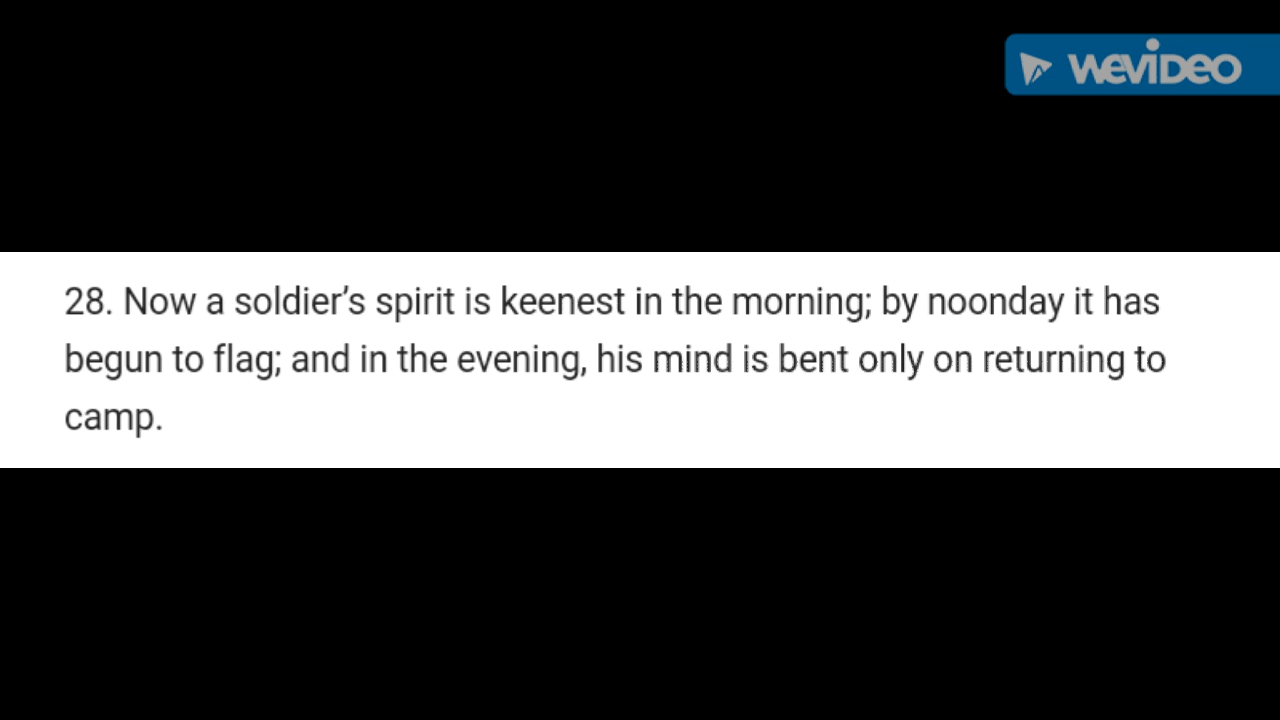 WeVideo
28. Now a soldier’s spirit is keenest in the morning; by noonday it has
begun to flag; and in the evening, his mind is bent only on returning to
camp.